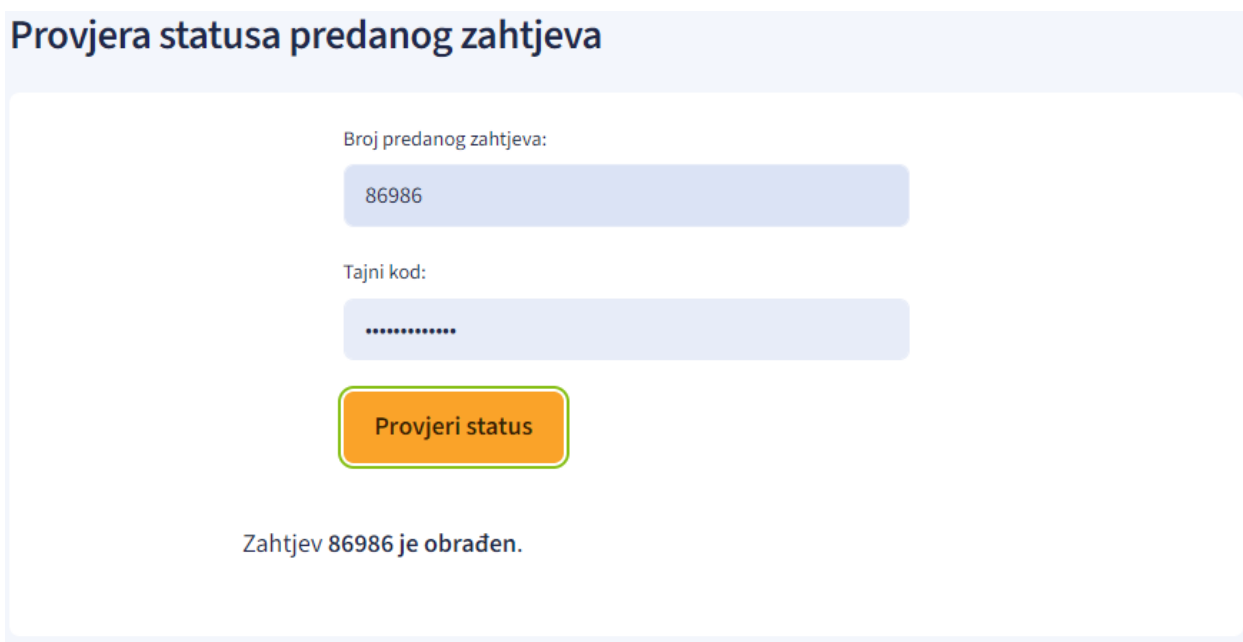 Provjera statusa predanog zahtjeva
Broj predanog zahtjeva:
86986
Tajni kod:
•••••••••••••
Provjeri status
Zahtjev 86986 je obrađen.